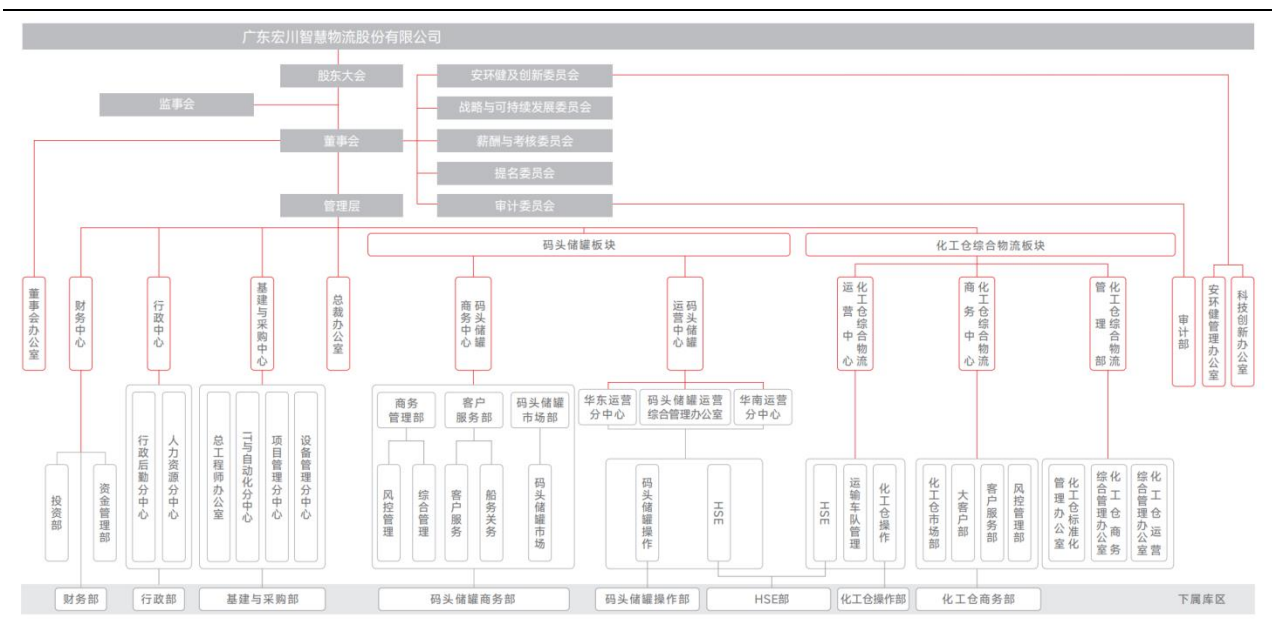 广东宏川智慧物流股份有限公司
股东大会
安环健及创新委员会
监事会
战略与可持续发展委员会
董事会
薪酬与考核委员会
提名委员会
管理层
审计委员会
码头储罐板块
化工仓综合物流板块
董事会办公室
财务中心
行政中心
基建与采购中心
总裁办公室
码头储罐
商务中心
码头储罐
运营中心
化工仓综合物流
运营中心
化工仓综合物流
商务中心
化工仓综合物流
管理部
审计部
安环健管理办公室
科技创新办公室
投资部
资金管理部
行政后勤分中心
人力资源分中心
总工程师办公室
IT与自动化分中心
项目管理分中心
设备管理分中心
商务
管理部
客户
服务部
码头储罐
市场部
风控管理
综合管理
客户服务
船务关务
码头储罐市场
华东运营
分中心
码头储罐运营
综合管理办公室
华南运营
分中心
码头储罐操作
HSE
HSE
运输车队管理
化工仓操作
化工仓市场部
大客户部
客户服务部
风控管理部
化工仓标准化
管理办公室
化工仓商务
综合管理办公室
化工仓运营
综合管理办公室
财务部
行政部
基建与采购部
码头储罐商务部
码头储罐操作部
HSE部
化工仓操作部
化工仓商务部
下属库区